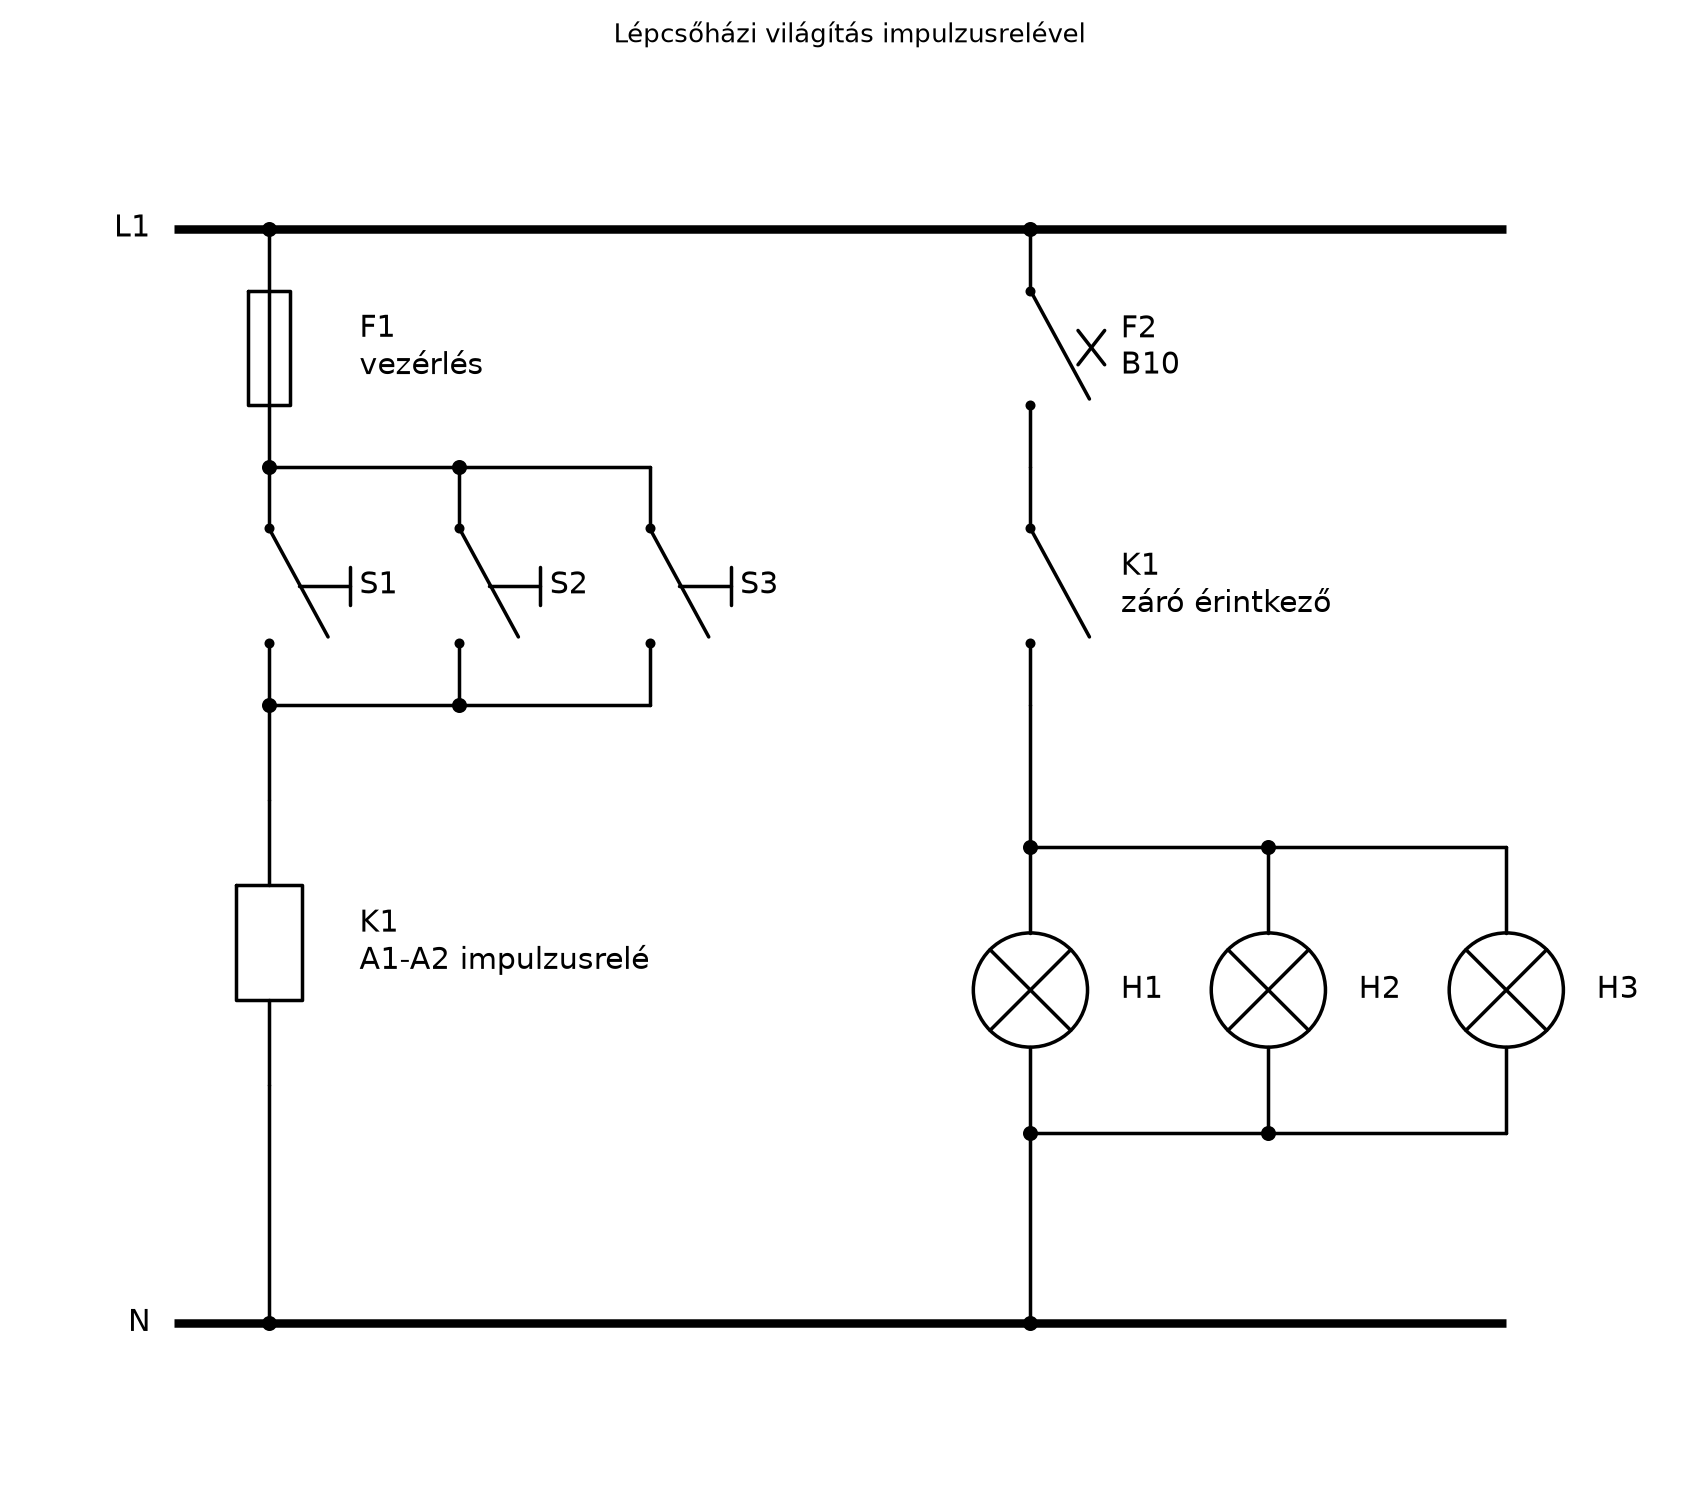 Lépcsőházi világítás impulzusrelével
L1
F1
vezérlés
F2
B10
S1
S2
S3
K1
záró érintkező
K1
A1-A2 impulzusrelé
H1
H2
H3
N